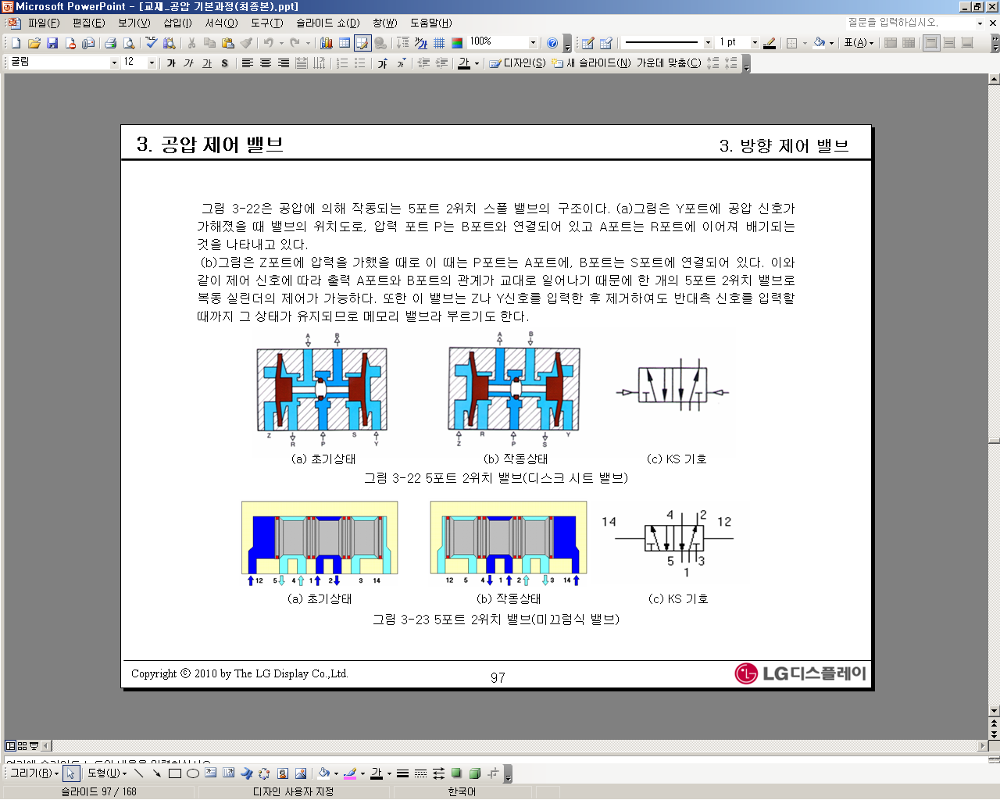 Microsoft PowerPoint - [교재_공압 기본과정(최종본).ppt]
파일(F) 편집(E) 보기(V) 삽입(I) 서식(O) 도구(T) 슬라이드 쇼(D) 창(W) 도움말(H) 질문을 입력하십시오.
100% 1 pt 표(A)
굴림 12 가 가 가 S 가 디자인(S) 새 슬라이드(N) 가운데 맞춤(C)
3. 공압 제어 밸브 3. 방향 제어 밸브
그림 3-22은 공압에 의해 작동되는 5포트 2위치 스풀 밸브의 구조이다. (a)그림은 Y포트에 공압 신호가
가해졌을 때 밸브의 위치도로, 압력 포트 P는 B포트와 연결되어 있고 A포트는 R포트에 이어져 배기되는
것을 나타내고 있다.
(b)그림은 Z포트에 압력을 가했을 때로 이 때는 P포트는 A포트에, B포트는 S포트에 연결되어 있다. 이와
같이 제어 신호에 따라 출력 A포트와 B포트의 관계가 교대로 일어나기 때문에 한 개의 5포트 2위치 밸브로
복동 실린더의 제어가 가능하다. 또한 이 밸브는 Z나 Y신호를 입력한 후 제거하여도 반대측 신호를 입력할
때까지 그 상태가 유지되므로 메모리 밸브라 부르기도 한다.
A B A B
Z R P S Y Z R P S Y
(a) 초기상태 (b) 작동상태 (c) KS 기호
그림 3-22 5포트 2위치 밸브(디스크 시트 밸브)
14 4 2 12
5 3
1
12 5 4 1 2 3 14 12 5 4 1 2 3 14
(a) 초기상태 (b) 작동상태 (c) KS 기호
그림 3-23 5포트 2위치 밸브(미끄럼식 밸브)
Copyright ⓒ 2010 by The LG Display Co.,Ltd. 97 LG디스플레이
그리기(R) 도형(U) 가
슬라이드 97 / 168 디자인 사용자 지정 한국어